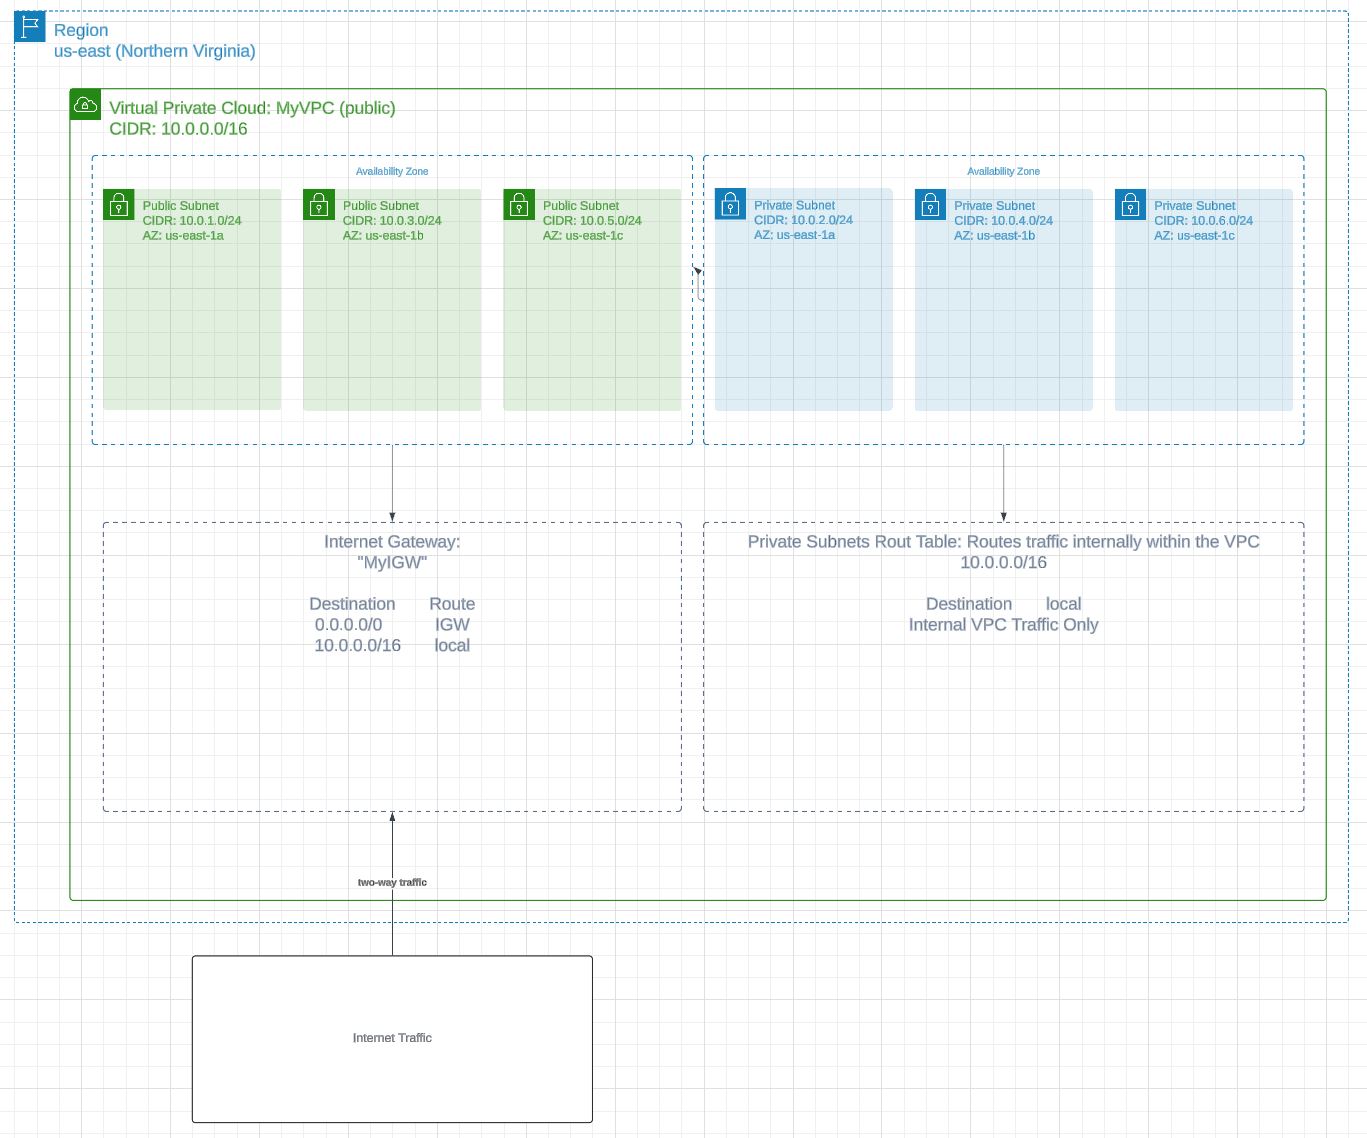 Region
us-east (Northern Virginia)
Virtual Private Cloud: MyVPC (public)
CIDR: 10.0.0.0/16
Availability Zone
Public Subnet
CIDR: 10.0.1.0/24
AZ: us-east-1a
Public Subnet
CIDR: 10.0.3.0/24
AZ: us-east-1b
Public Subnet
CIDR: 10.0.5.0/24
AZ: us-east-1c
Availability Zone
Private Subnet
CIDR: 10.0.2.0/24
AZ: us-east-1a
Private Subnet
CIDR: 10.0.4.0/24
AZ: us-east-1b
Private Subnet
CIDR: 10.0.6.0/24
AZ: us-east-1c
Internet Gateway:
"MyIGW"
Destination Route
0.0.0.0/0 IGW
10.0.0.0/16 local
Private Subnets Rout Table: Routes traffic internally within the VPC
10.0.0.0/16
Destination local
Internal VPC Traffic Only
two-way traffic
Internet Traffic